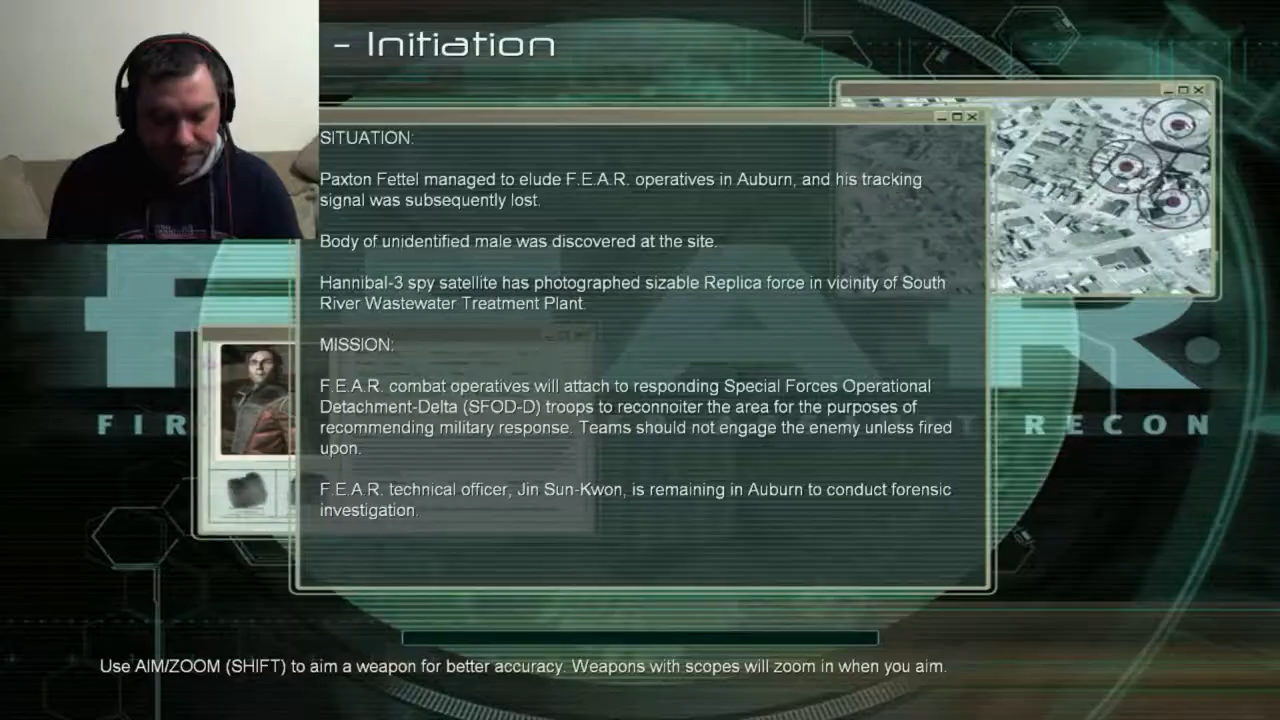 - Initiation
SITUATION:
Paxton Fettel managed to elude F.E.A.R. operatives in Auburn, and his tracking
signal was subsequently lost.
Body of unidentified male was discovered at the site.
Hannibal-3 spy satellite has photographed sizable Replica force in vicinity of South
River Wastewater Treatment Plant.
MISSION:
F.E.A.R. combat operatives will attach to responding Special Forces Operational
Detachment-Delta (SFOD-D) troops to reconnoiter the area for the purposes of
recommending military response. Teams should not engage the enemy unless fired
upon.
F.E.A.R. technical officer, Jin Sun-Kwon, is remaining in Auburn to conduct forensic
investigation.
F.E.A.R.
FIR T RECON
Use AIM/ZOOM (SHIFT) to aim a weapon for better accuracy. Weapons with scopes will zoom in when you aim.